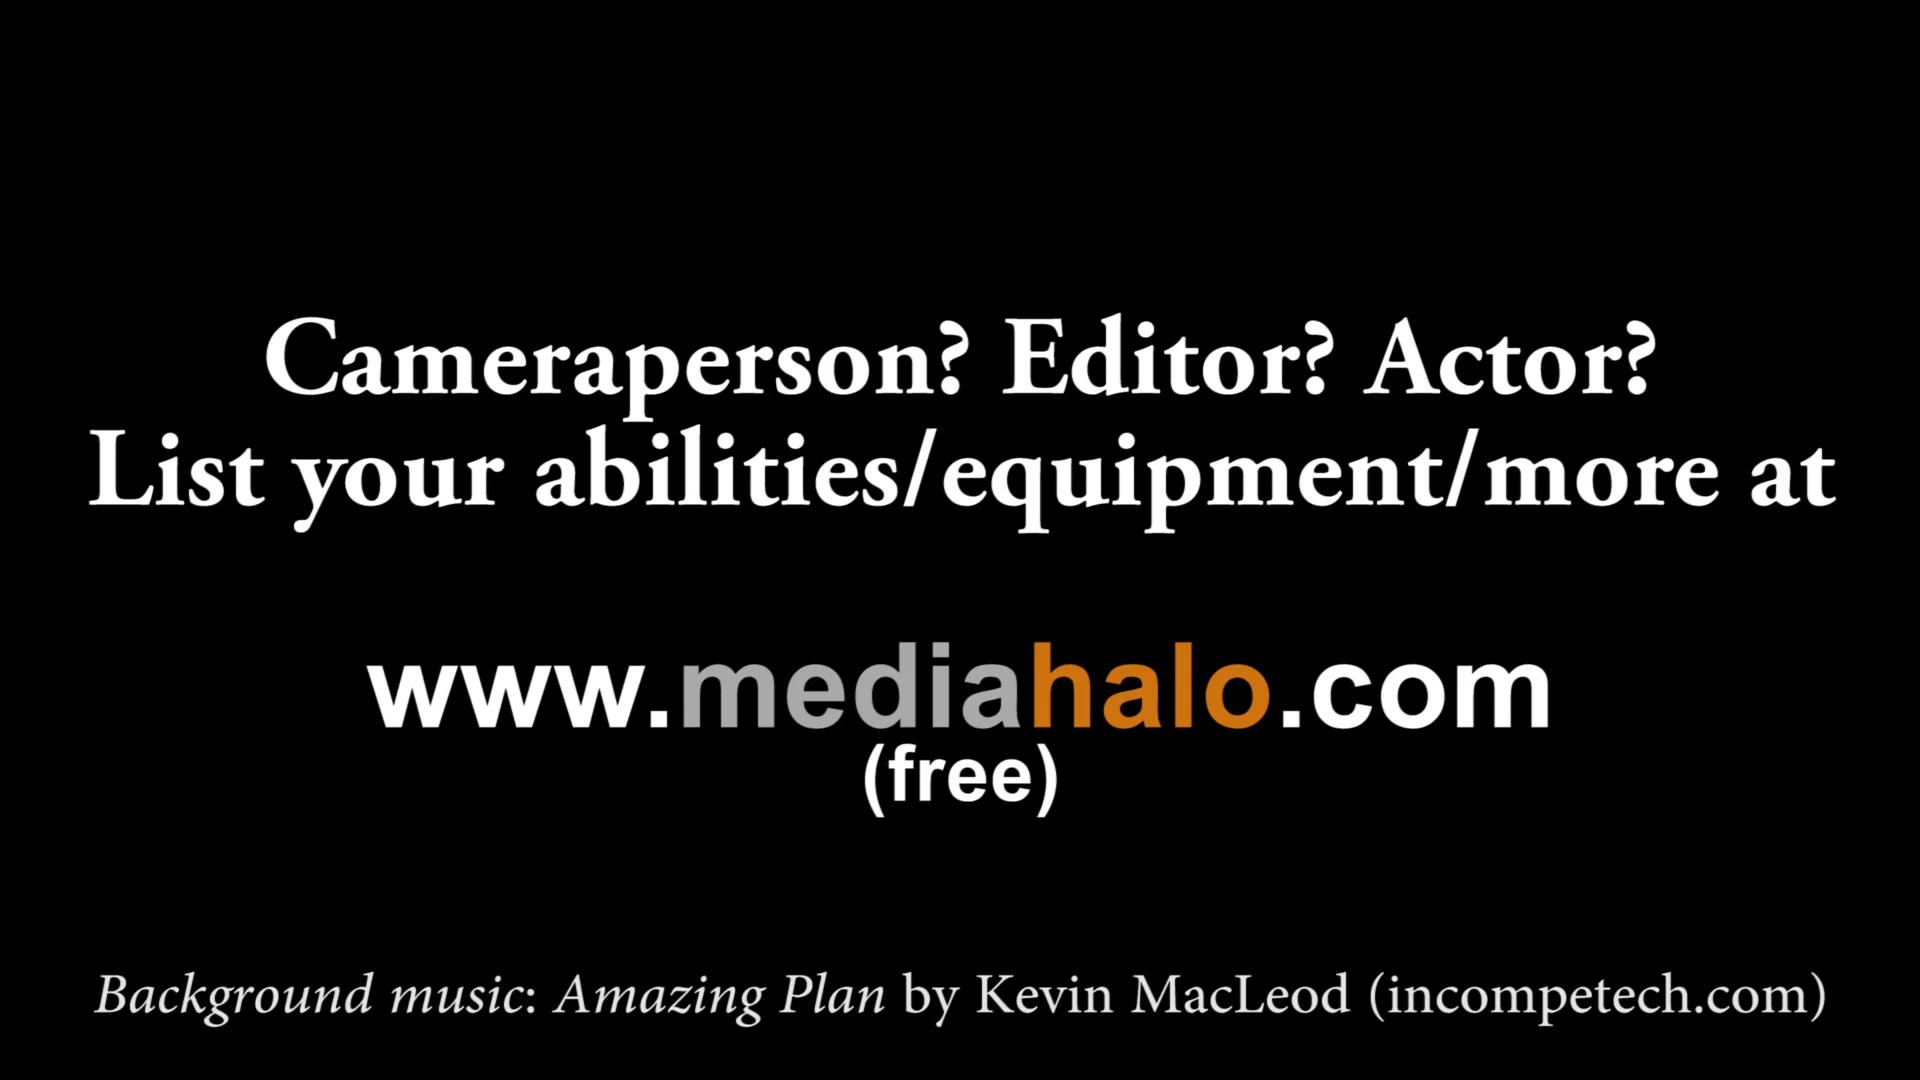 Cameraperson? Editor? Actor?
List your abilities/equipment/more at
www.mediahalo.com
(free)
Background music: Amazing Plan by Kevin MacLeod (incompetech.com)